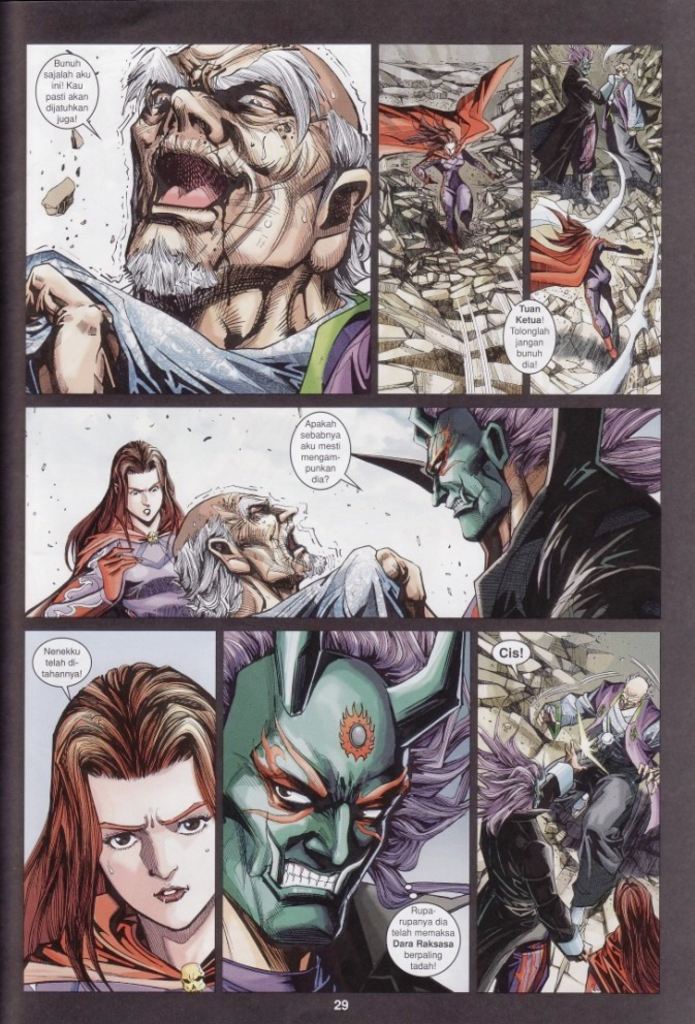 Bunuh
sajalah aku
ini! Kau
pasti akan
dijatuhkan
juga!
Tuan
Ketua!
Tolonglah
jangan
bunuh
dia!
Apakah
sebabnya
aku mesti
mengam-
punkan
dia?
Nenekku
telah di-
tahannya!
Rupa-
rupanya dia
telah memaksa
Dara Raksasa
berpaling
tadah!
Cis!
29